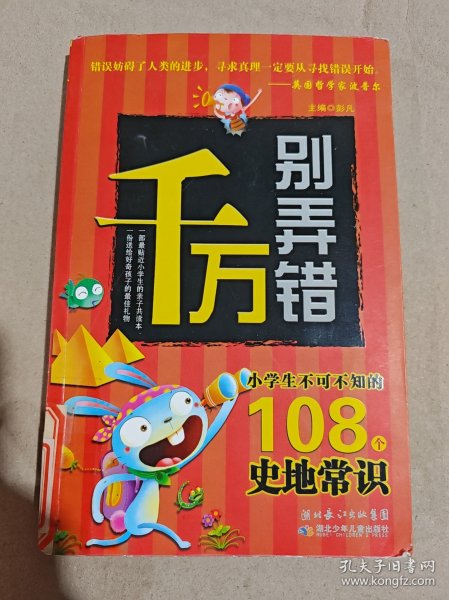 错误妨碍了人类的进步，寻求真理一定要从寻找错误开始。
——英国哲学家波普尔
主编◎彭凡
千万
别弄错
一部最贴近小学生的亲子共读本
一份送给好奇孩子的最佳礼物
小学生不可不知的
108个
史地常识
湖北长江出版集团
湖北少年儿童出版社
HUBEI CHILDREN'S PRESS
孔夫子旧书网
www.kongfz.com